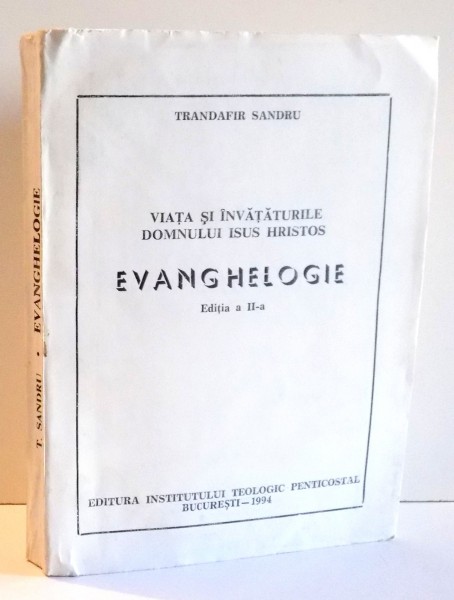 TRANDAFIR SANDRU
VIAȚA ȘI ÎNVĂȚĂTURILE
DOMNULUI ISUS HRISTOS
EVANGHELOGIE
Ediția a II-a
EDITURA INSTITUTULUI TEOLOGIC PENTICOSTAL
BUCUREȘTI—1994
T. SANDRU • EVANGHELOGIE